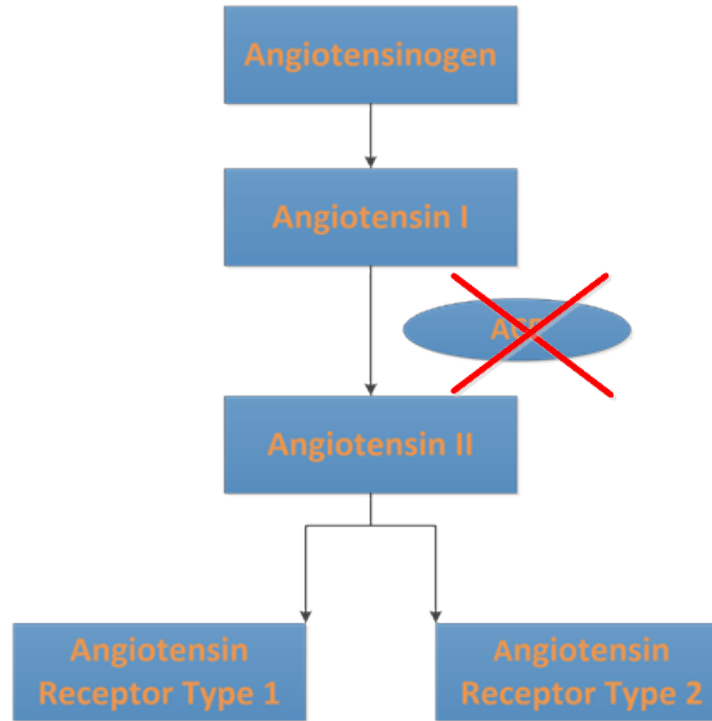 Angiotensinogen
Angiotensin I
Angiotensin II
Angiotensin
Receptor Type 1
Angiotensin
Receptor Type 2